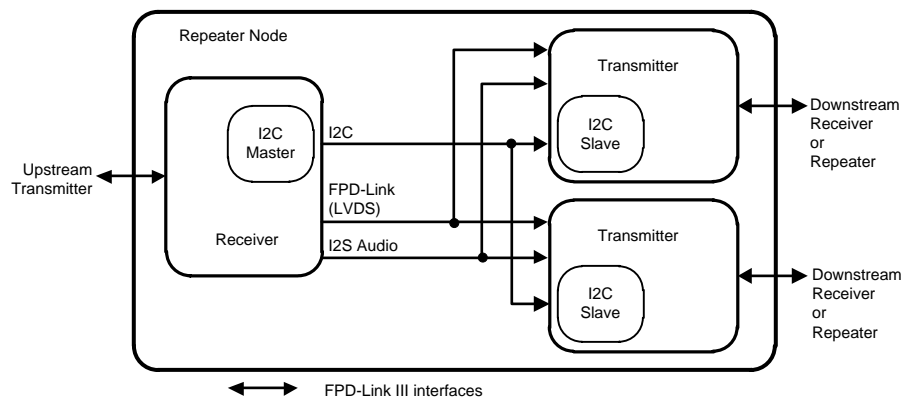 Repeater Node
Transmitter
I2C
Slave
Downstream
Receiver
or
Repeater
I2C
Master
I2C
Upstream
Transmitter
FPD-Link
(LVDS)
Receiver
I2S Audio
Transmitter
I2C
Slave
Downstream
Receiver
or
Repeater
FPD-Link III interfaces